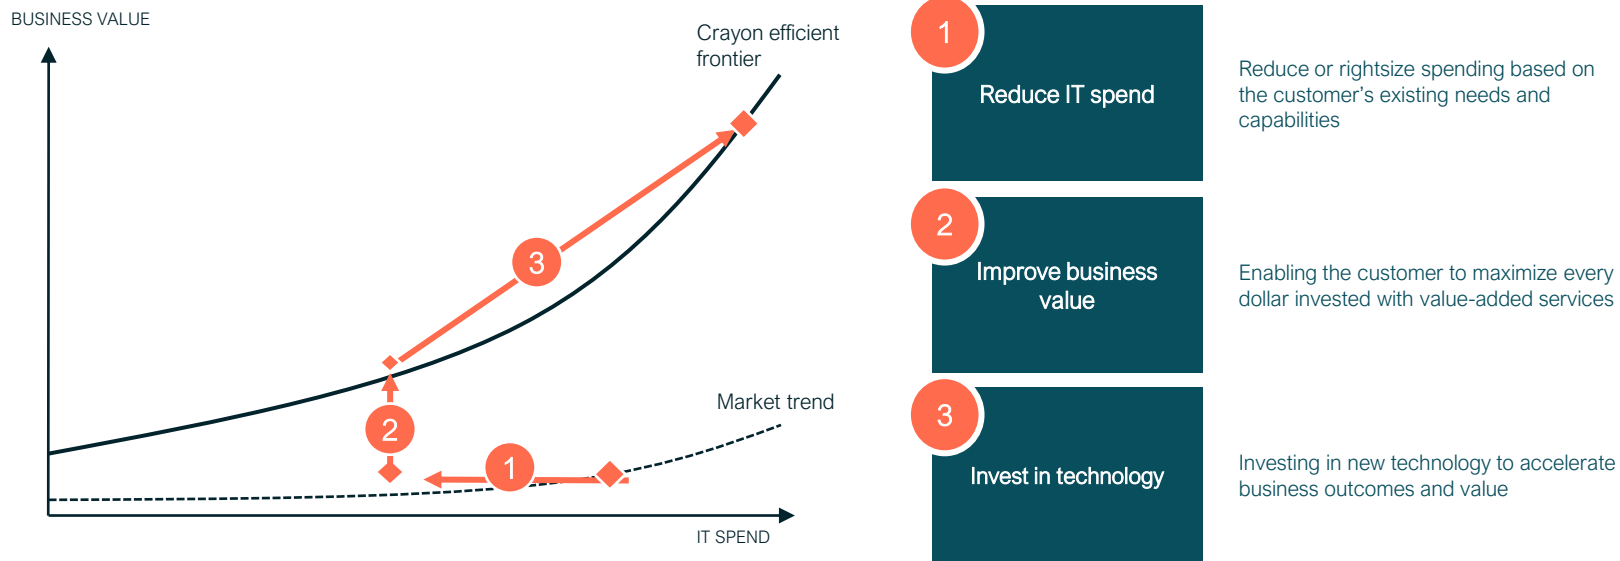 BUSINESS VALUE
Crayon efficient
frontier
3
2
1
Market trend
IT SPEND
1
Reduce IT spend
Reduce or rightsize spending based on
the customer’s existing needs and
capabilities
2
Improve business
value
Enabling the customer to maximize every
dollar invested with value-added services
3
Invest in technology
Investing in new technology to accelerate
business outcomes and value